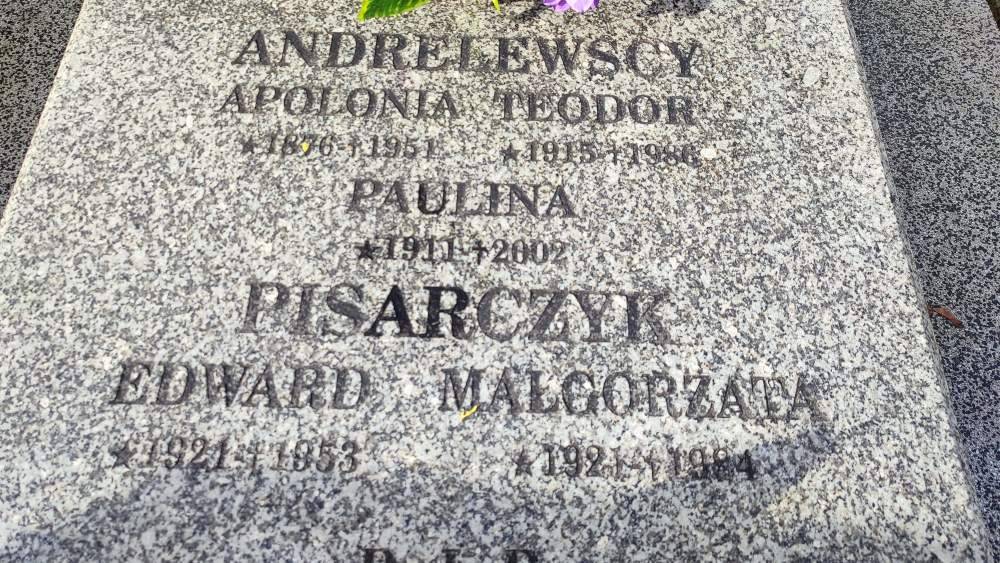 ANDRELEWSCY
APOLONIA TEODOR
★1876-†1951 ★1915-†1986
PAULINA
★1911-†2002
PISARCZYK
EDWARD MAŁGORZATA
★1921-†1953 ★1921-†1984